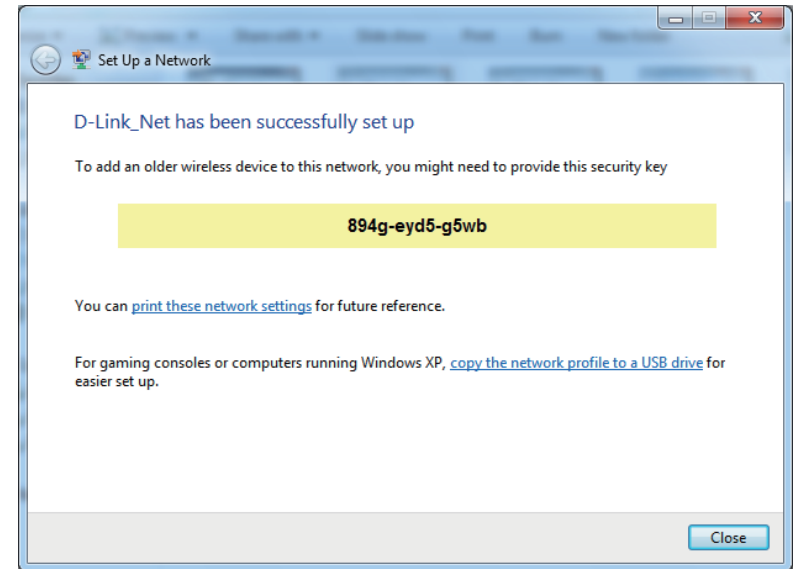 Set Up a Network
D-Link_Net has been successfully set up
To add an older wireless device to this network, you might need to provide this security key
894g-eyd5-g5wb
You can print these network settings for future reference.
For gaming consoles or computers running Windows XP, copy the network profile to a USB drive for
easier set up.
Close